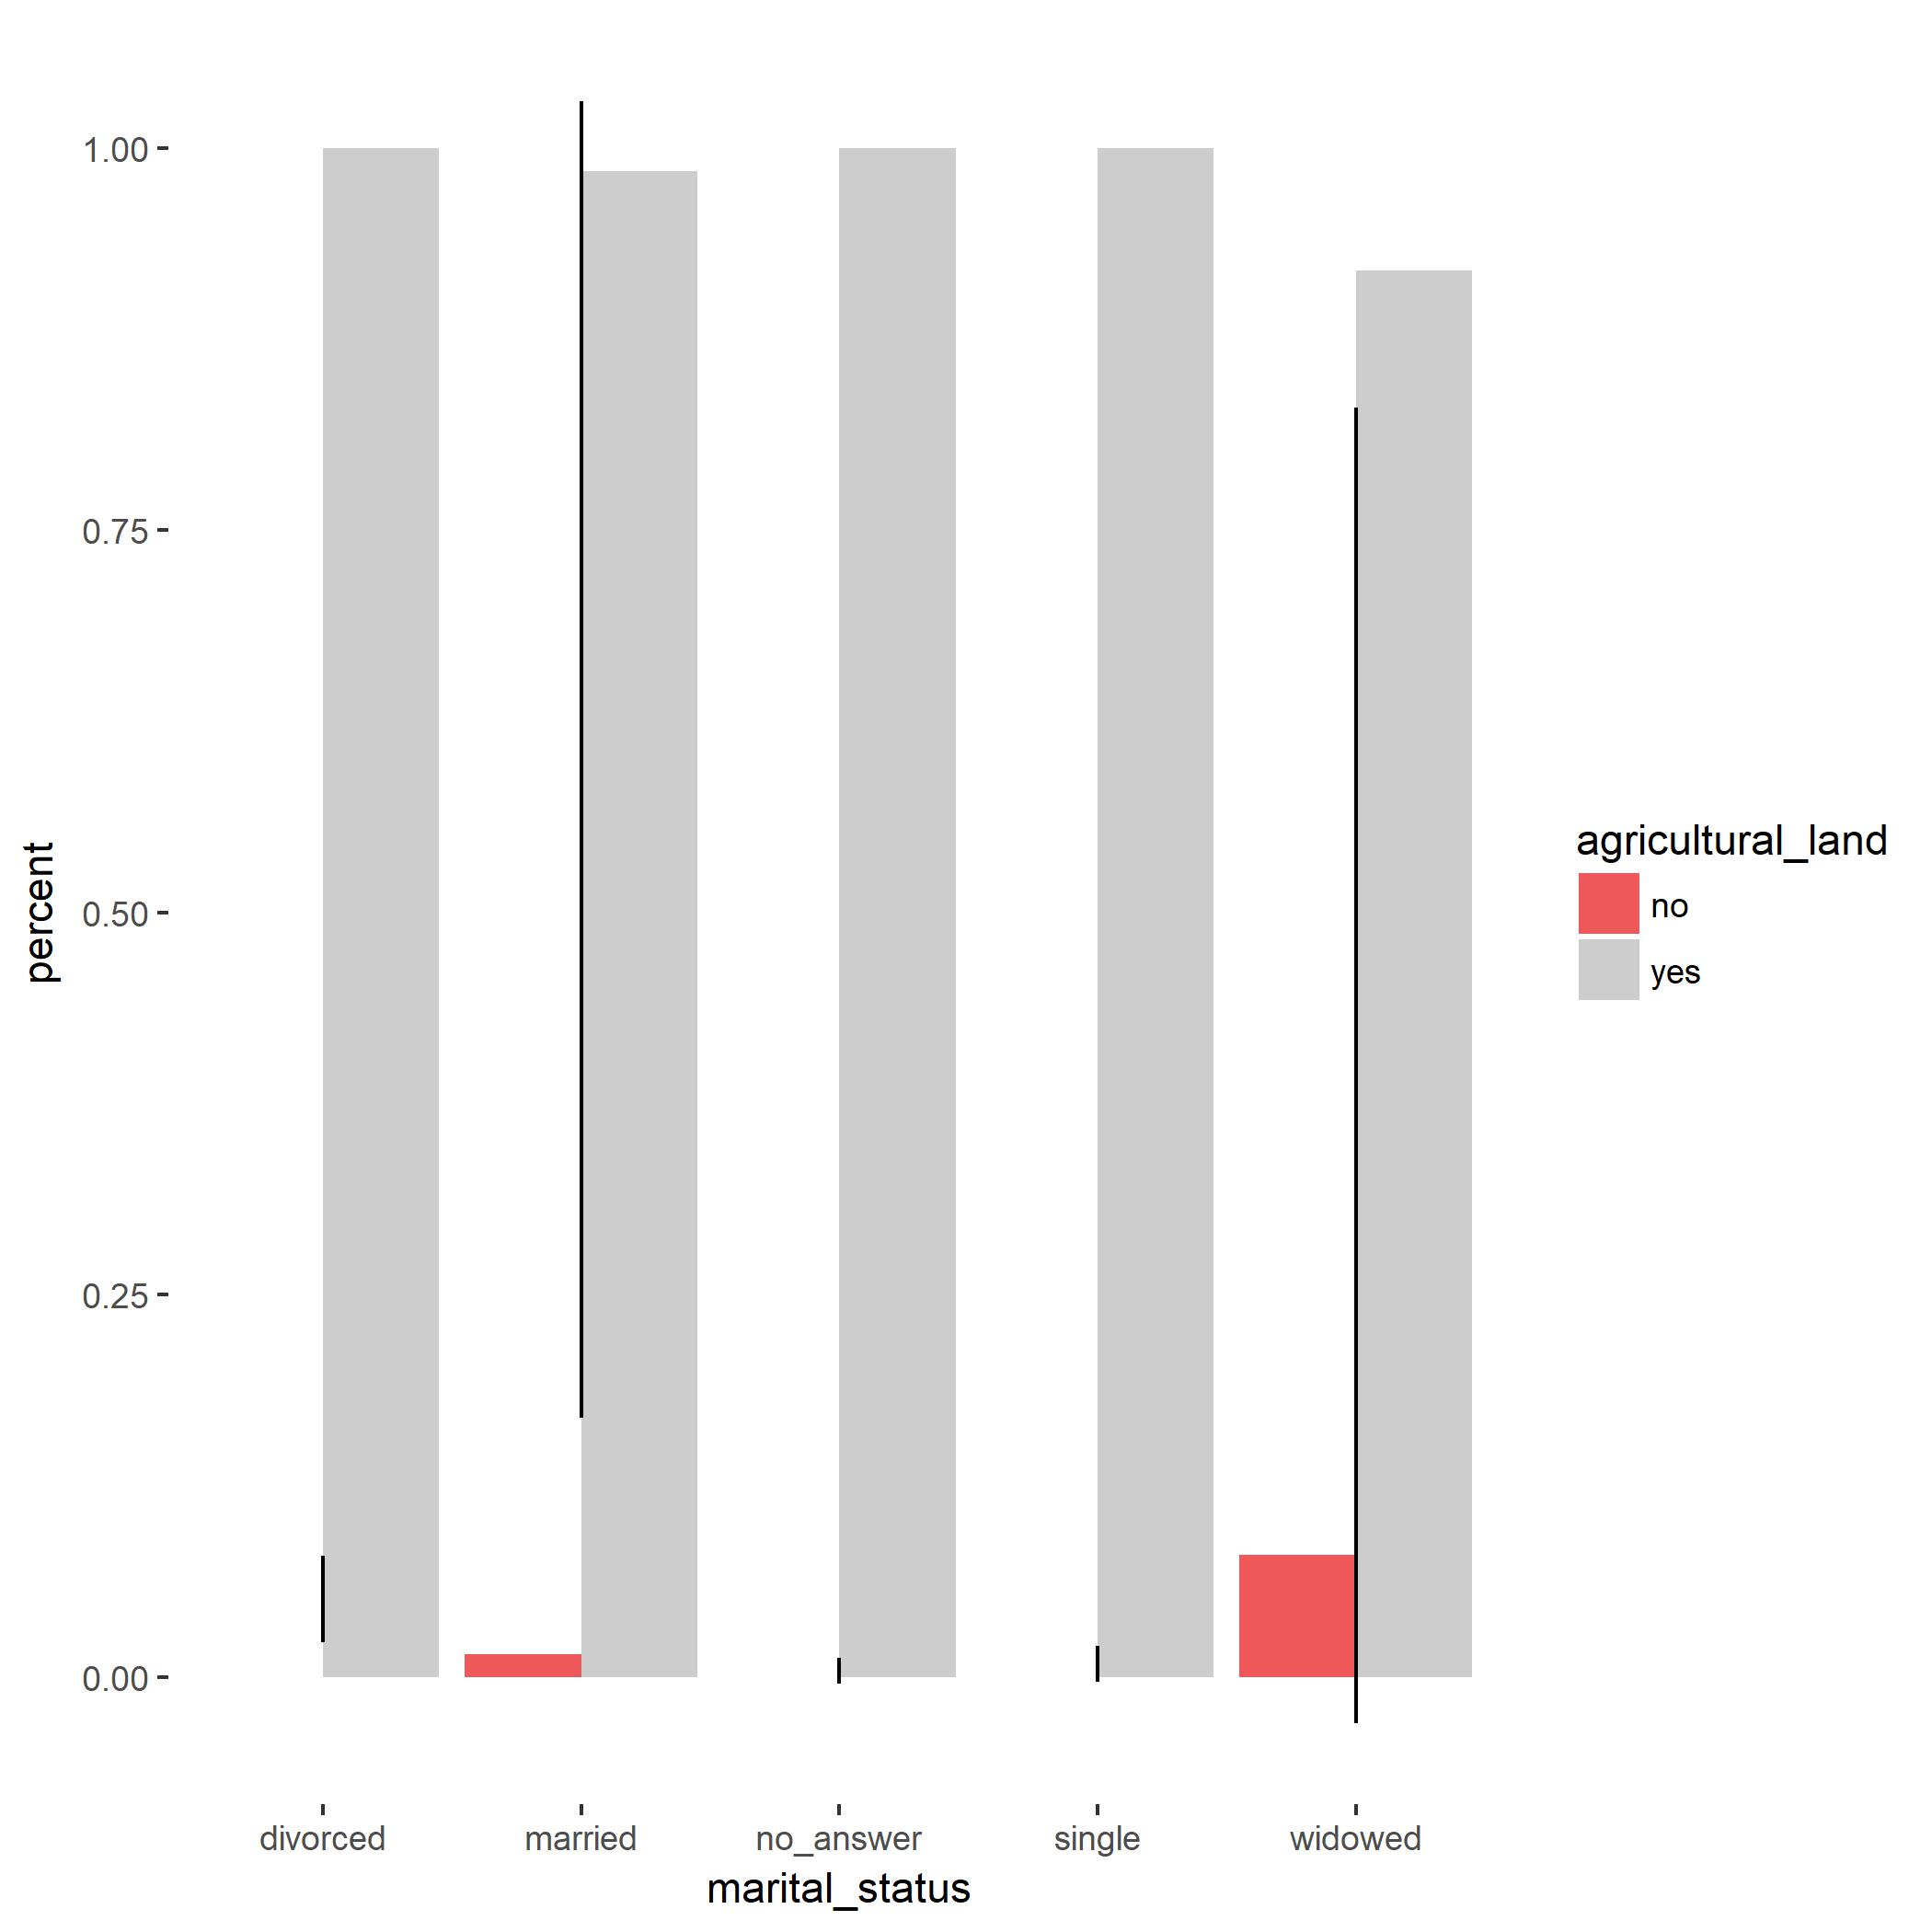 1.00
0.75
0.50
0.25
0.00
percent
divorced married no_answer single widowed
marital_status
agricultural_land
no
yes